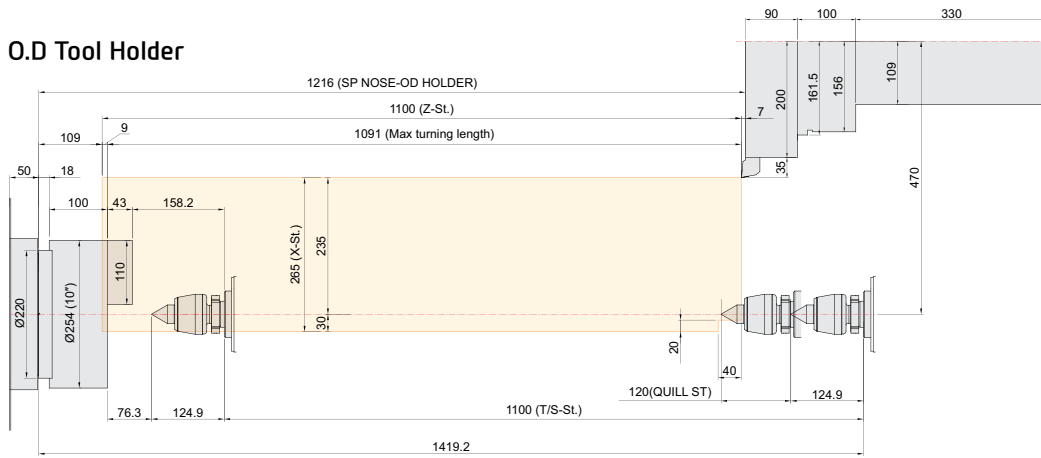 90
100
330
O.D Tool Holder
1216 (SP NOSE-OD HOLDER)
1100 (Z-St.)
7
1091 (Max turning length)
9
109
200
161.5
156
109
35
470
50
18
100
43
158.2
110
Ø220
Ø254 (10″)
265 (X-St.)
235
30
20
40
120(QUILL ST)
124.9
76.3
124.9
1100 (T/S-St.)
1419.2